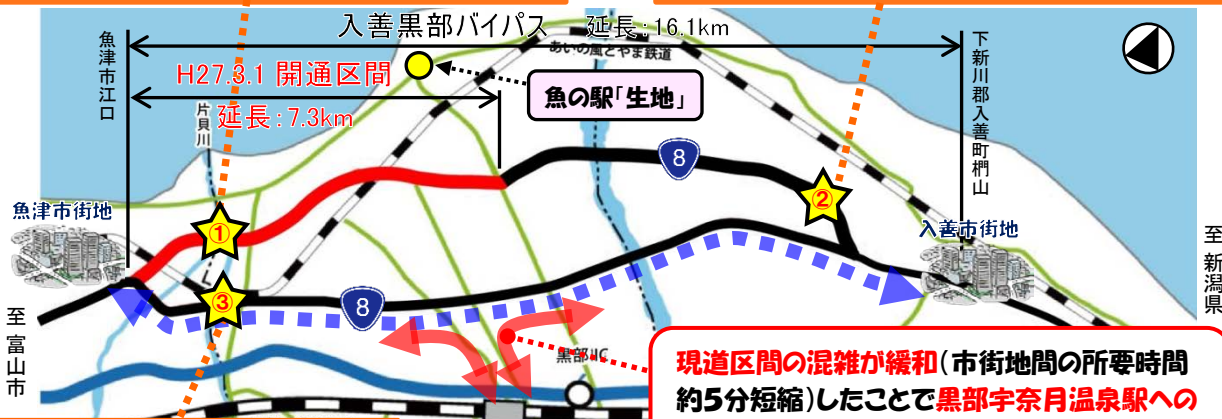 入善黒部バイパス 延長:16.1km
あいの風とやま鉄道
魚津市江口
下新川郡入善町椚山
H27.3.1 開通区間
延長:7.3km
片貝川
魚の駅「生地」
8
②
魚津市街地
①
入善市街地
至 新潟県
③
8
至 富山市
黒部IC
現道区間の混雑が緩和(市街地間の所要時間
約5分短縮)したことで黒部宇奈月温泉駅への